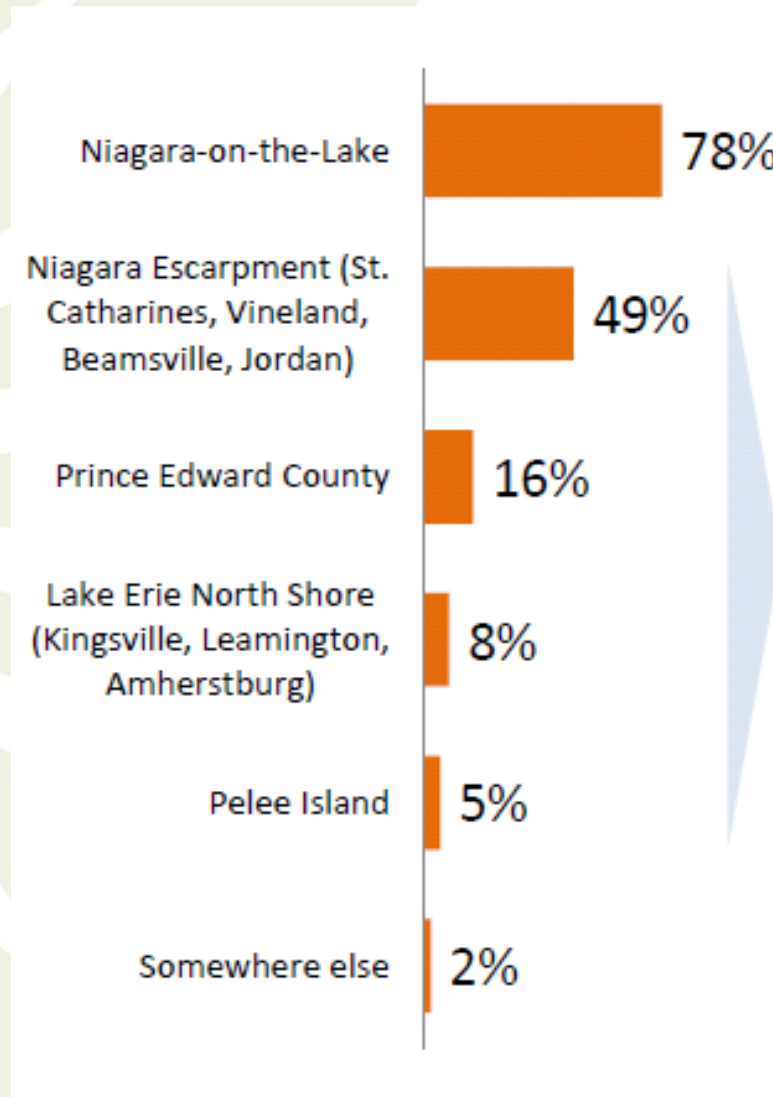 Niagara-on-the-Lake
78%
Niagara Escarpment (St.
Catharines, Vineland,
Beamsville, Jordan)
49%
Prince Edward County
16%
Lake Erie North Shore
(Kingsville, Leamington,
Amherstburg)
8%
Pelee Island
5%
Somewhere else
2%